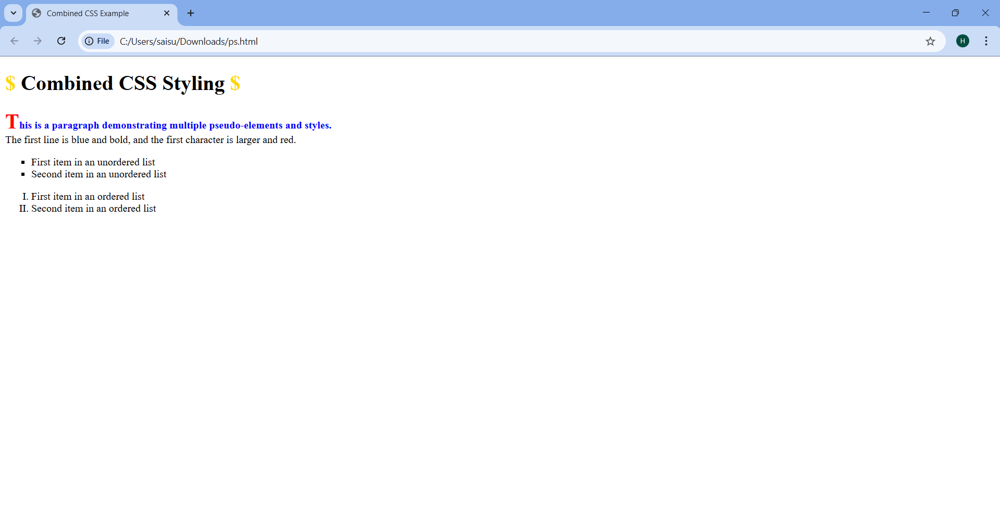 Combined CSS Example
File C:/Users/saisu/Downloads/ps.html
H
$ Combined CSS Styling $
This is a paragraph demonstrating multiple pseudo-elements and styles.
The first line is blue and bold, and the first character is larger and red.
▪ First item in an unordered list
▪ Second item in an unordered list
I. First item in an ordered list
II. Second item in an ordered list